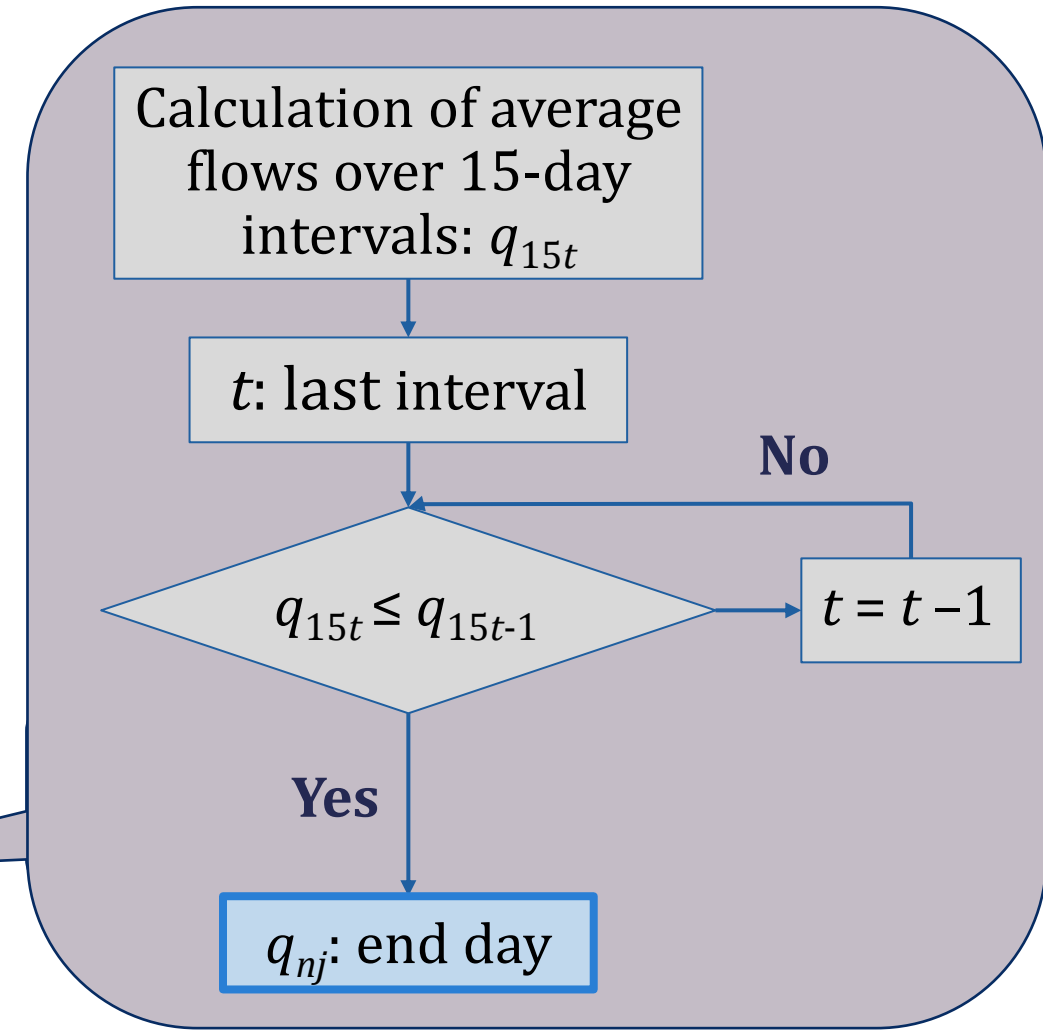 Calculation of average
flows over 15-day
intervals: q15t
t: last interval
No
q15t ≤ q15t-1
t = t –1
Yes
qnj: end day